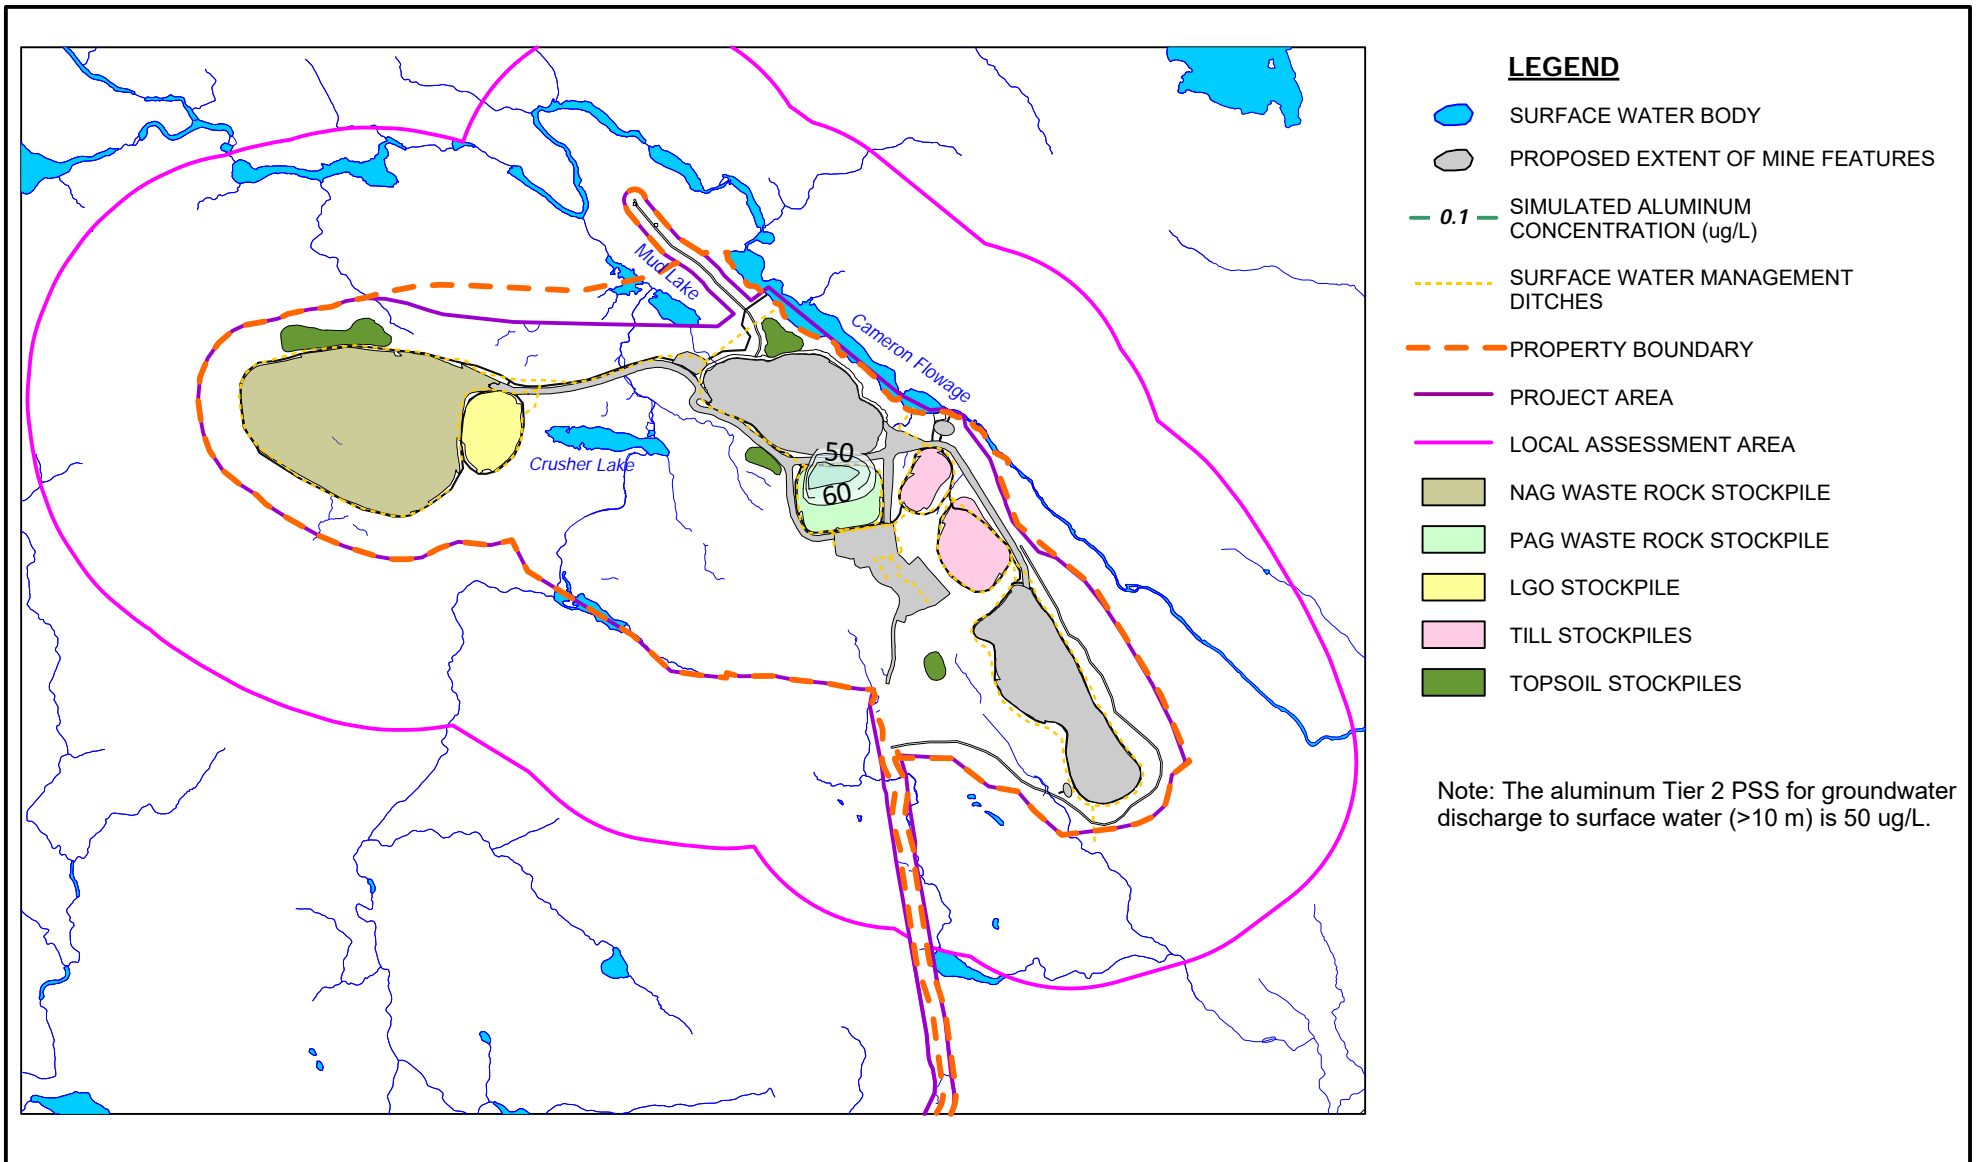 LEGEND
SURFACE WATER BODY
PROPOSED EXTENT OF MINE FEATURES
0.1
SIMULATED ALUMINUM
CONCENTRATION (ug/L)
SURFACE WATER MANAGEMENT
DITCHES
PROPERTY BOUNDARY
PROJECT AREA
LOCAL ASSESSMENT AREA
NAG WASTE ROCK STOCKPILE
PAG WASTE ROCK STOCKPILE
LGO STOCKPILE
TILL STOCKPILES
TOPSOIL STOCKPILES
Note: The aluminum Tier 2 PSS for groundwater
discharge to surface water (>10 m) is 50 ug/L.
Mud Lake
Cameron Flowage
Crusher Lake
50
60